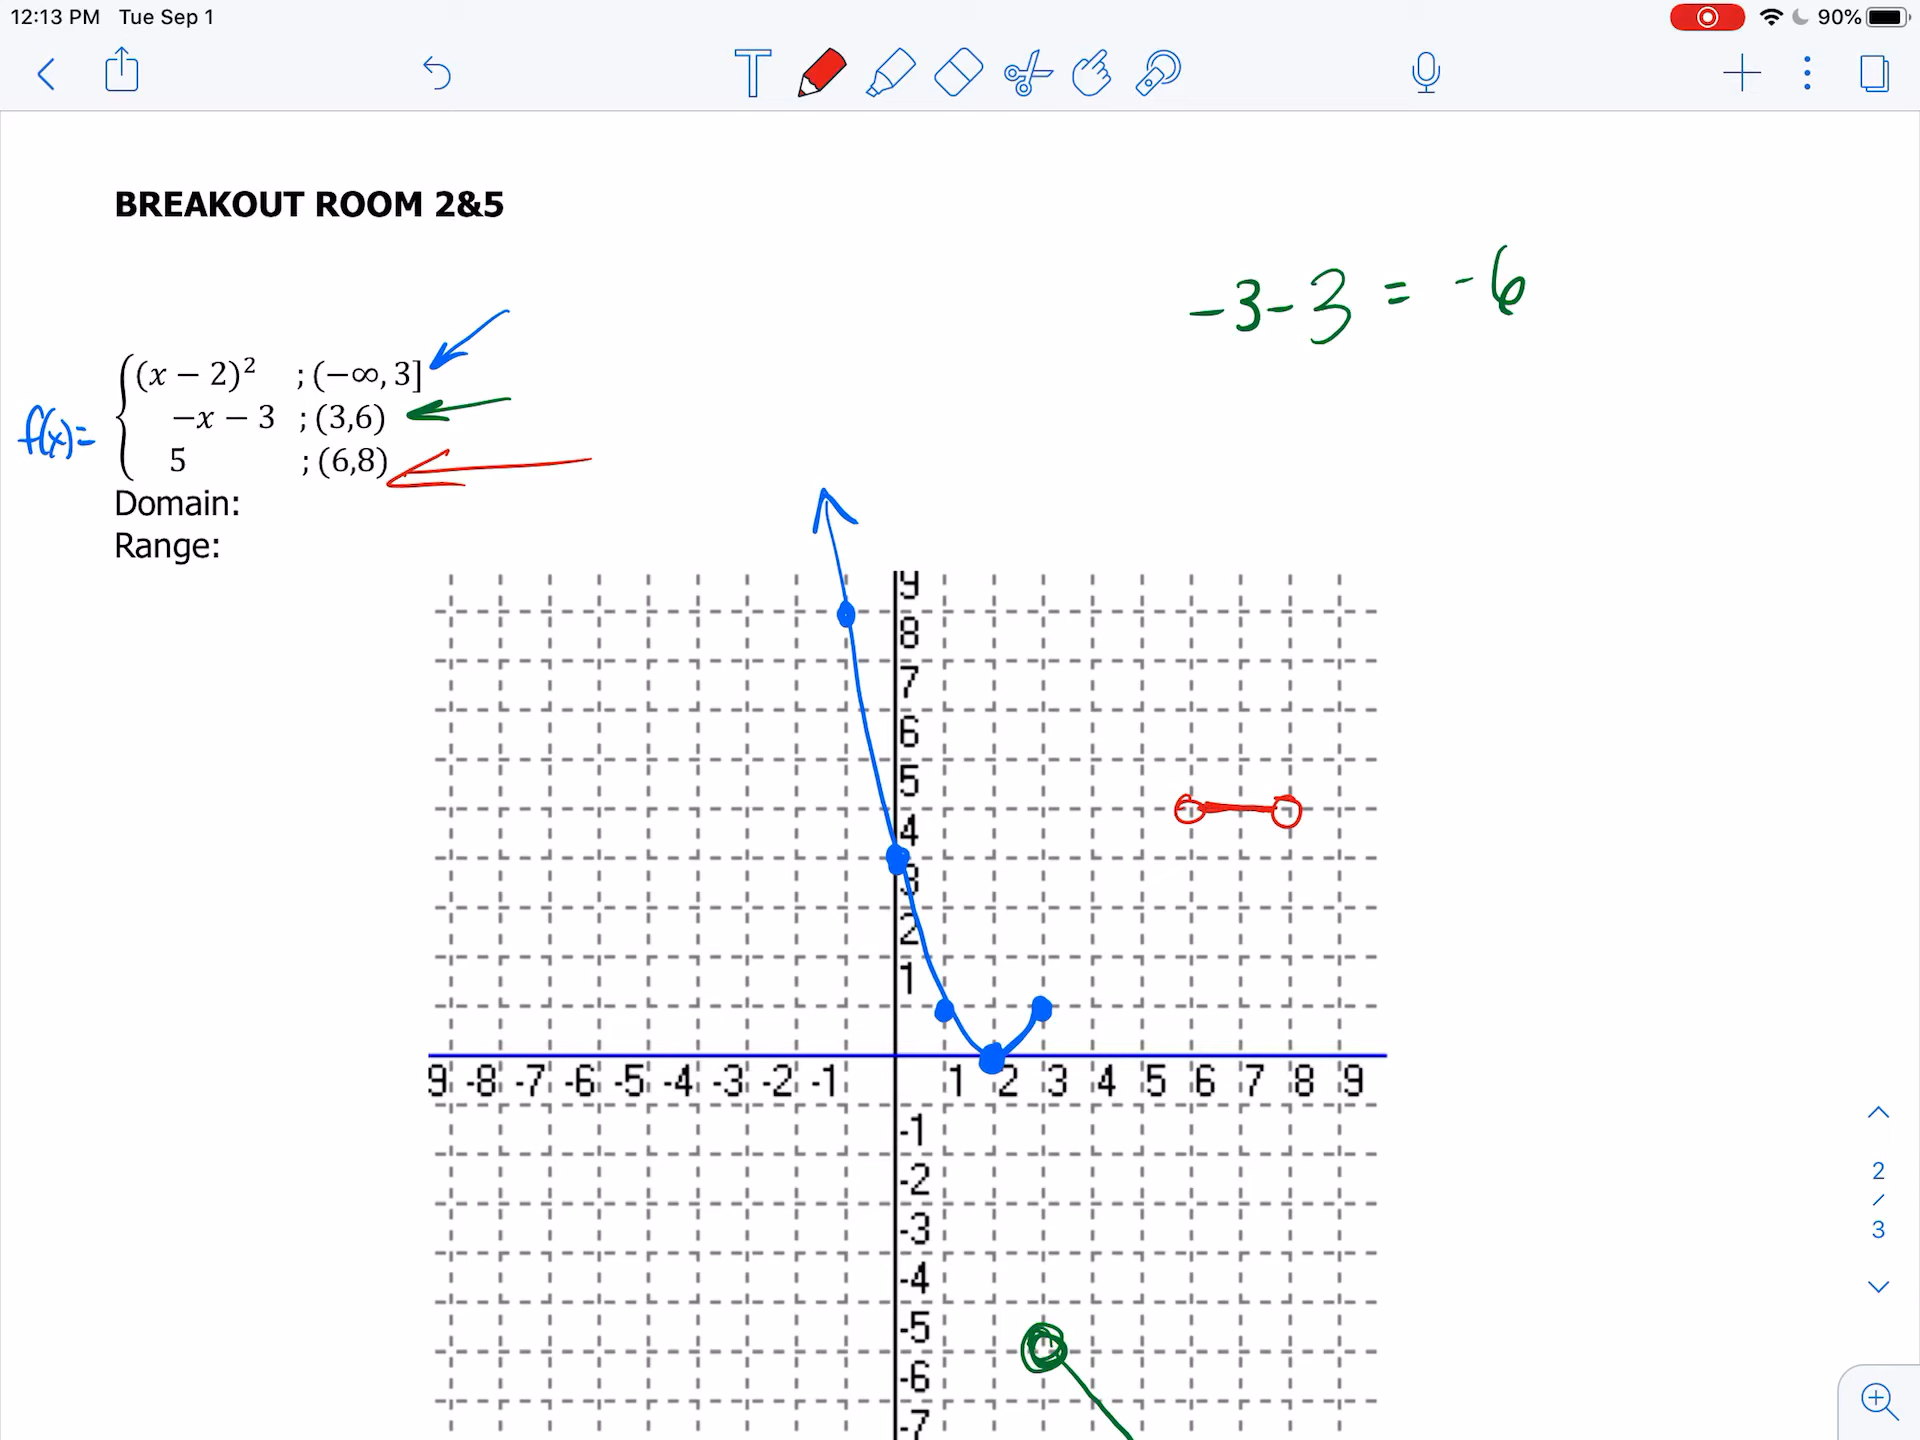 12:13 PM Tue Sep 1
90%
T
BREAKOUT ROOM 2&5
-3-3 = -6
(x − 2)² ; (−∞, 3]
f(x)= −x − 3 ; (3,6)
5 ; (6,8)
Domain:
Range:
9
8
7
6
5
4
3
2
1
9 -8 -7 -6 -5 -4 -3 -2 -1 1 2 3 4 5 6 7 8 9
-1
-2
-3
-4
-5
-6
-7
2
/
3